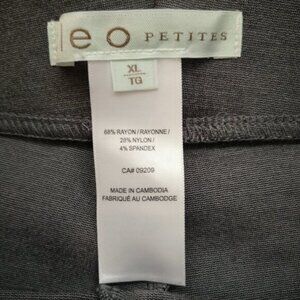 eo PETITES
XL
TG
68% RAYON / RAYONNE /
28% NYLON /
4% SPANDEX
CA# 09209
MADE IN CAMBODIA
FABRIQUÉ AU CAMBODGE